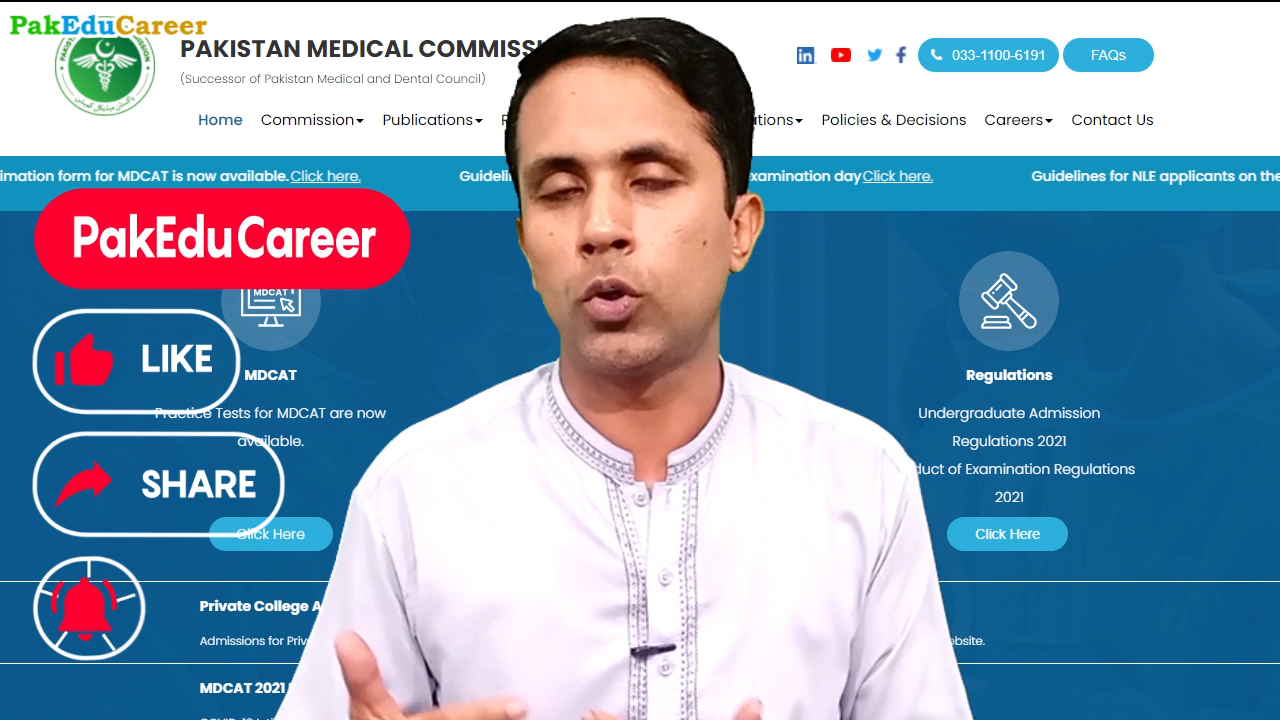 PakEduCareer
PAKISTAN MEDICAL COMMISSI
(Successor of Pakistan Medical and Dental Council)
033-1100-6191
FAQs
Home Commission Publications
Policies & Decisions Careers Contact Us
imation form for MDCAT is now available. Click here.
examination day Click here.
Guidelines for NLE applicants on the
PakEduCareer
MDCAT
LIKE
MDCAT
Practice Tests for MDCAT are now
available.
SHARE
Click Here
Regulations
Undergraduate Admission
Regulations 2021
duct of Examination Regulations
2021
Click Here
Private College A
Admissions for Priv
ebsite.
MDCAT 2021